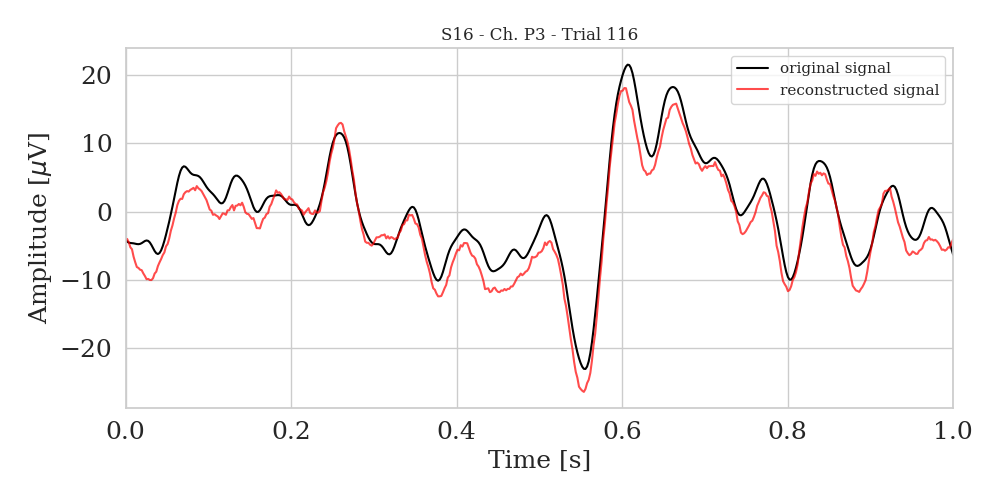 S16 - Ch. P3 - Trial 116
original signal
reconstructed signal
Amplitude [μV]
20
10
0
−10
−20
0.0 0.2 0.4 0.6 0.8 1.0
Time [s]